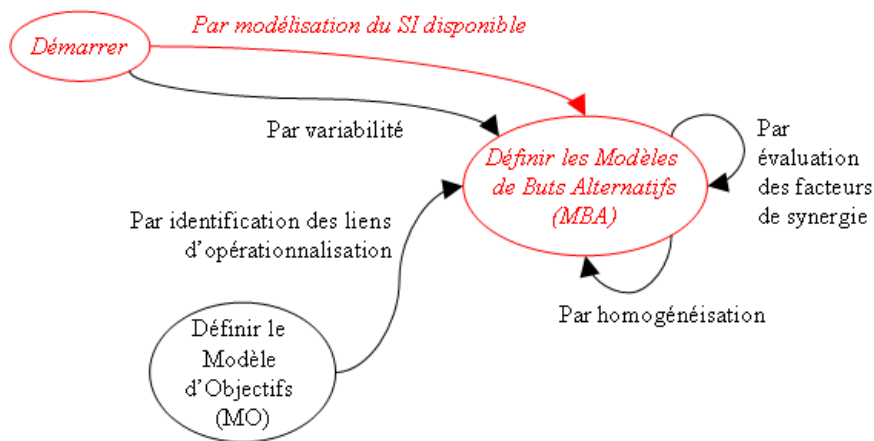 Par modélisation du SI disponible
Démarrer
Par variabilité
Définir les Modèles
de Buts Alternatifs
(MBA)
Par
évaluation
des facteurs
de synergie
Par identification des liens
d'opérationnalisation
Par homogénéisation
Définir le
Modèle
d'Objectifs
(MO)